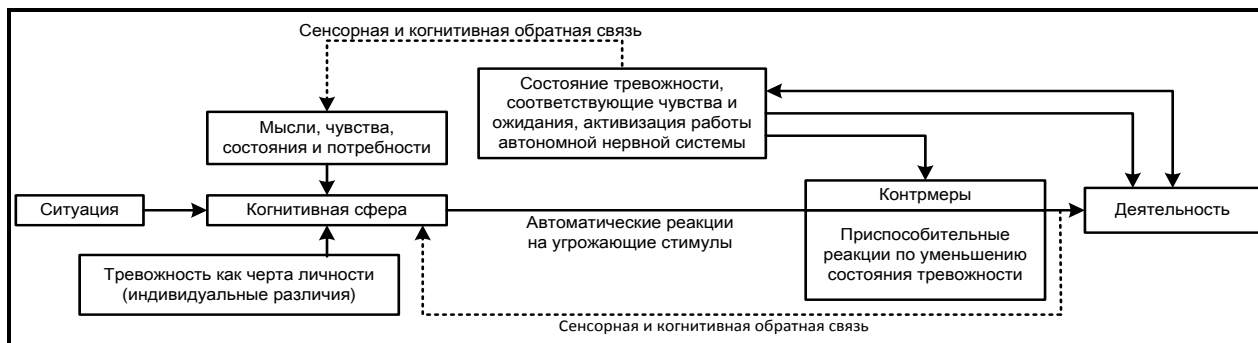 Сенсорная и когнитивная обратная связь
Состояние тревожности,
соответствующие чувства и
ожидания, активизация работы
автономной нервной системы
Мысли, чувства,
состояния и потребности
Ситуация
Когнитивная сфера
Автоматические реакции
на угрожающие стимулы
Контрмеры
Приспособительные
реакции по уменьшению
состояния тревожности
Деятельность
Тревожность как черта личности
(индивидуальные различия)
Сенсорная и когнитивная обратная связь